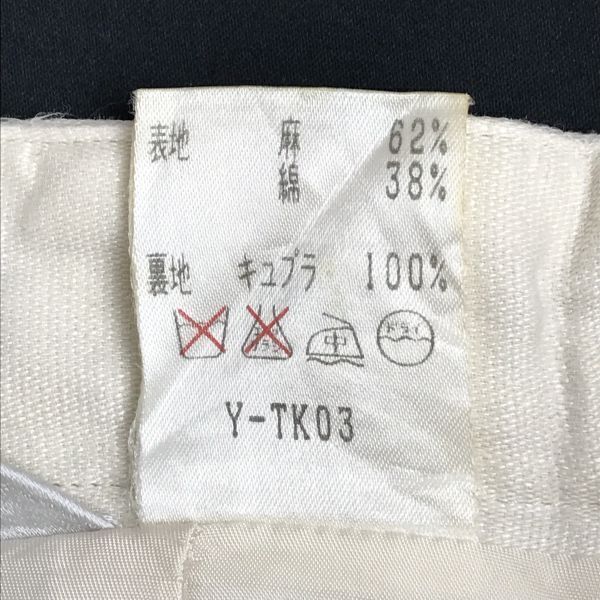 表地 麻 62%
綿 38%
裏地 キュプラ 100%
中 ドライ
Y-TK03